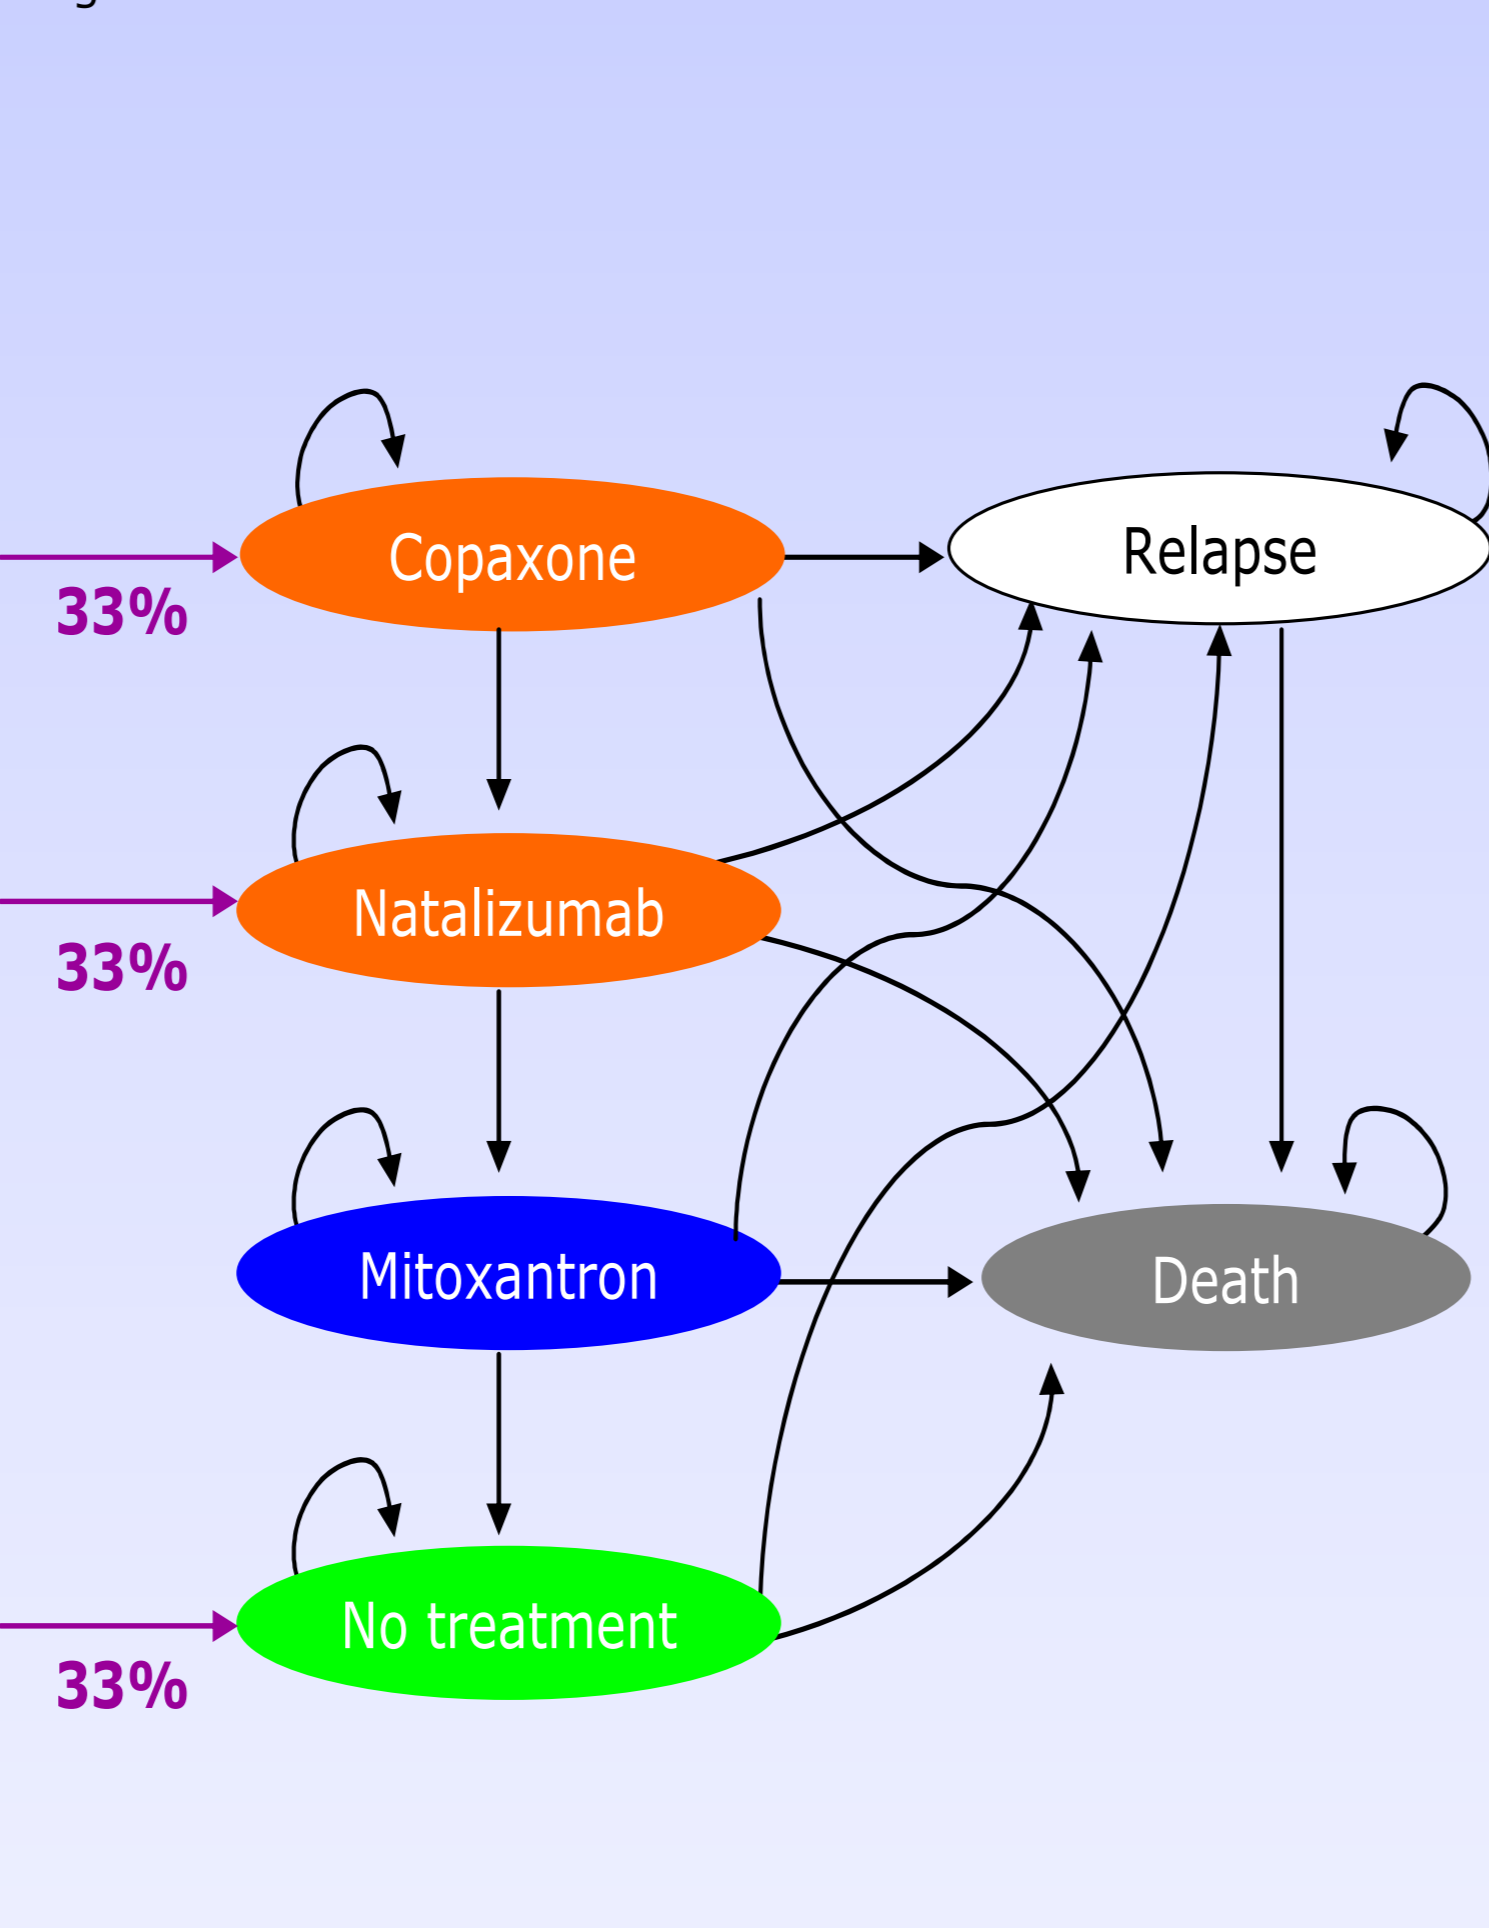 Copaxone
Relapse
33%
Natalizumab
33%
Mitoxantron
Death
No treatment
33%